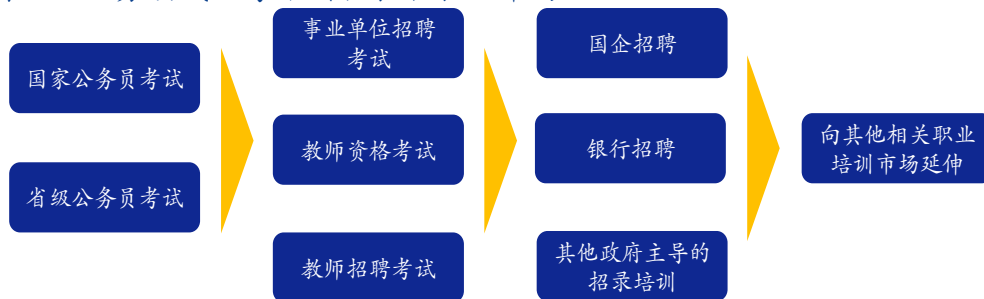 国家公务员考试
省级公务员考试
事业单位招聘
考试
教师资格考试
教师招聘考试
国企招聘
银行招聘
其他政府主导的
招录培训
向其他相关职业
培训市场延伸